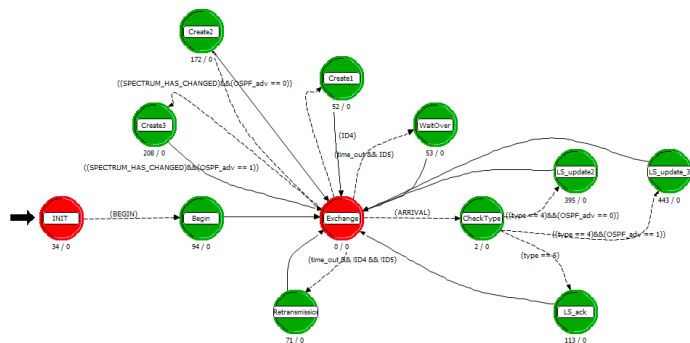 Create2
172 / 0
((SPECTRUM_HAS_CHANGED)&&(OSPF_adv == 0))
Create1
52 / 0
Create3
208 / 0
(ID4)
WaitOver
53 / 0
(time_out && ID5)
((SPECTRUM_HAS_CHANGED)&&(OSPF_adv == 1))
LS_update2
395 / 0
LS_update_3
443 / 0
INIT
34 / 0
(BEGIN)
Begin
94 / 0
Exchange
0 / 0
(ARRIVAL)
CheckType
2 / 0
((type == 4)&&(OSPF_adv == 0))
((type == 4)&&(OSPF_adv == 1))
(time_out && !ID4 && !ID5)
(type == 5)
Retransmission
71 / 0
LS_ack
113 / 0